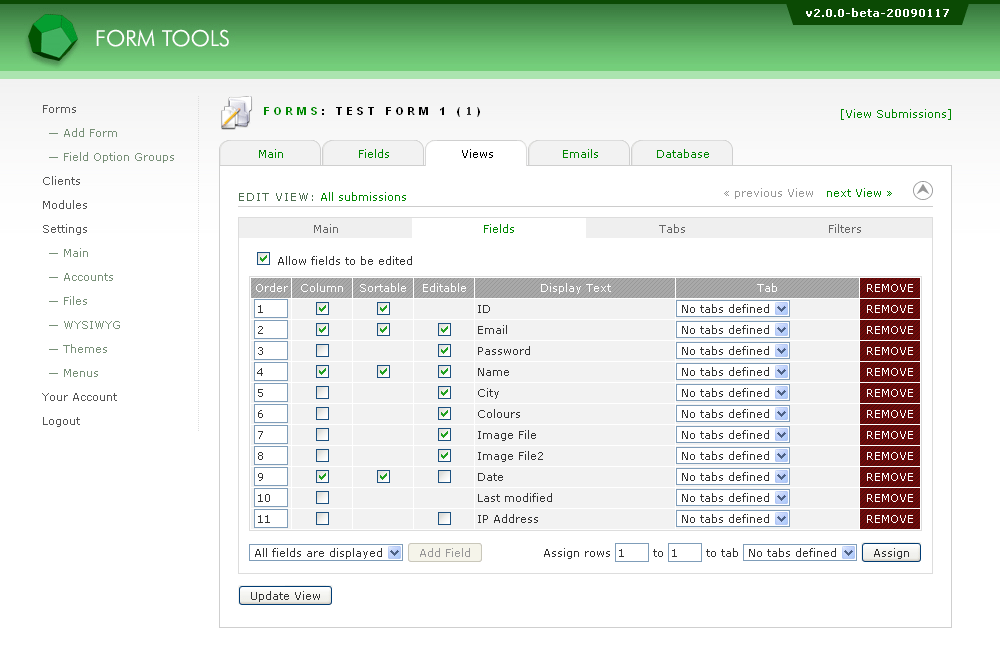 v2.0.0-beta-20090117
FORM TOOLS
Forms
— Add Form
— Field Option Groups
Clients
Modules
Settings
— Main
— Accounts
— Files
— WYSIWYG
— Themes
— Menus
Your Account
Logout
FORMS: TEST FORM 1 (1)
[View Submissions]
Main Fields Views Emails Database
EDIT VIEW: All submissions
« previous View next View »
Main Fields Tabs Filters
Allow fields to be edited
Order Column Sortable Editable Display Text Tab REMOVE
1 ID No tabs defined REMOVE
2 Email No tabs defined REMOVE
3 Password No tabs defined REMOVE
4 Name No tabs defined REMOVE
5 City No tabs defined REMOVE
6 Colours No tabs defined REMOVE
7 Image File No tabs defined REMOVE
8 Image File2 No tabs defined REMOVE
9 Date No tabs defined REMOVE
10 Last modified No tabs defined REMOVE
11 IP Address No tabs defined REMOVE
All fields are displayed Add Field Assign rows 1 to 1 to tab No tabs defined Assign
Update View